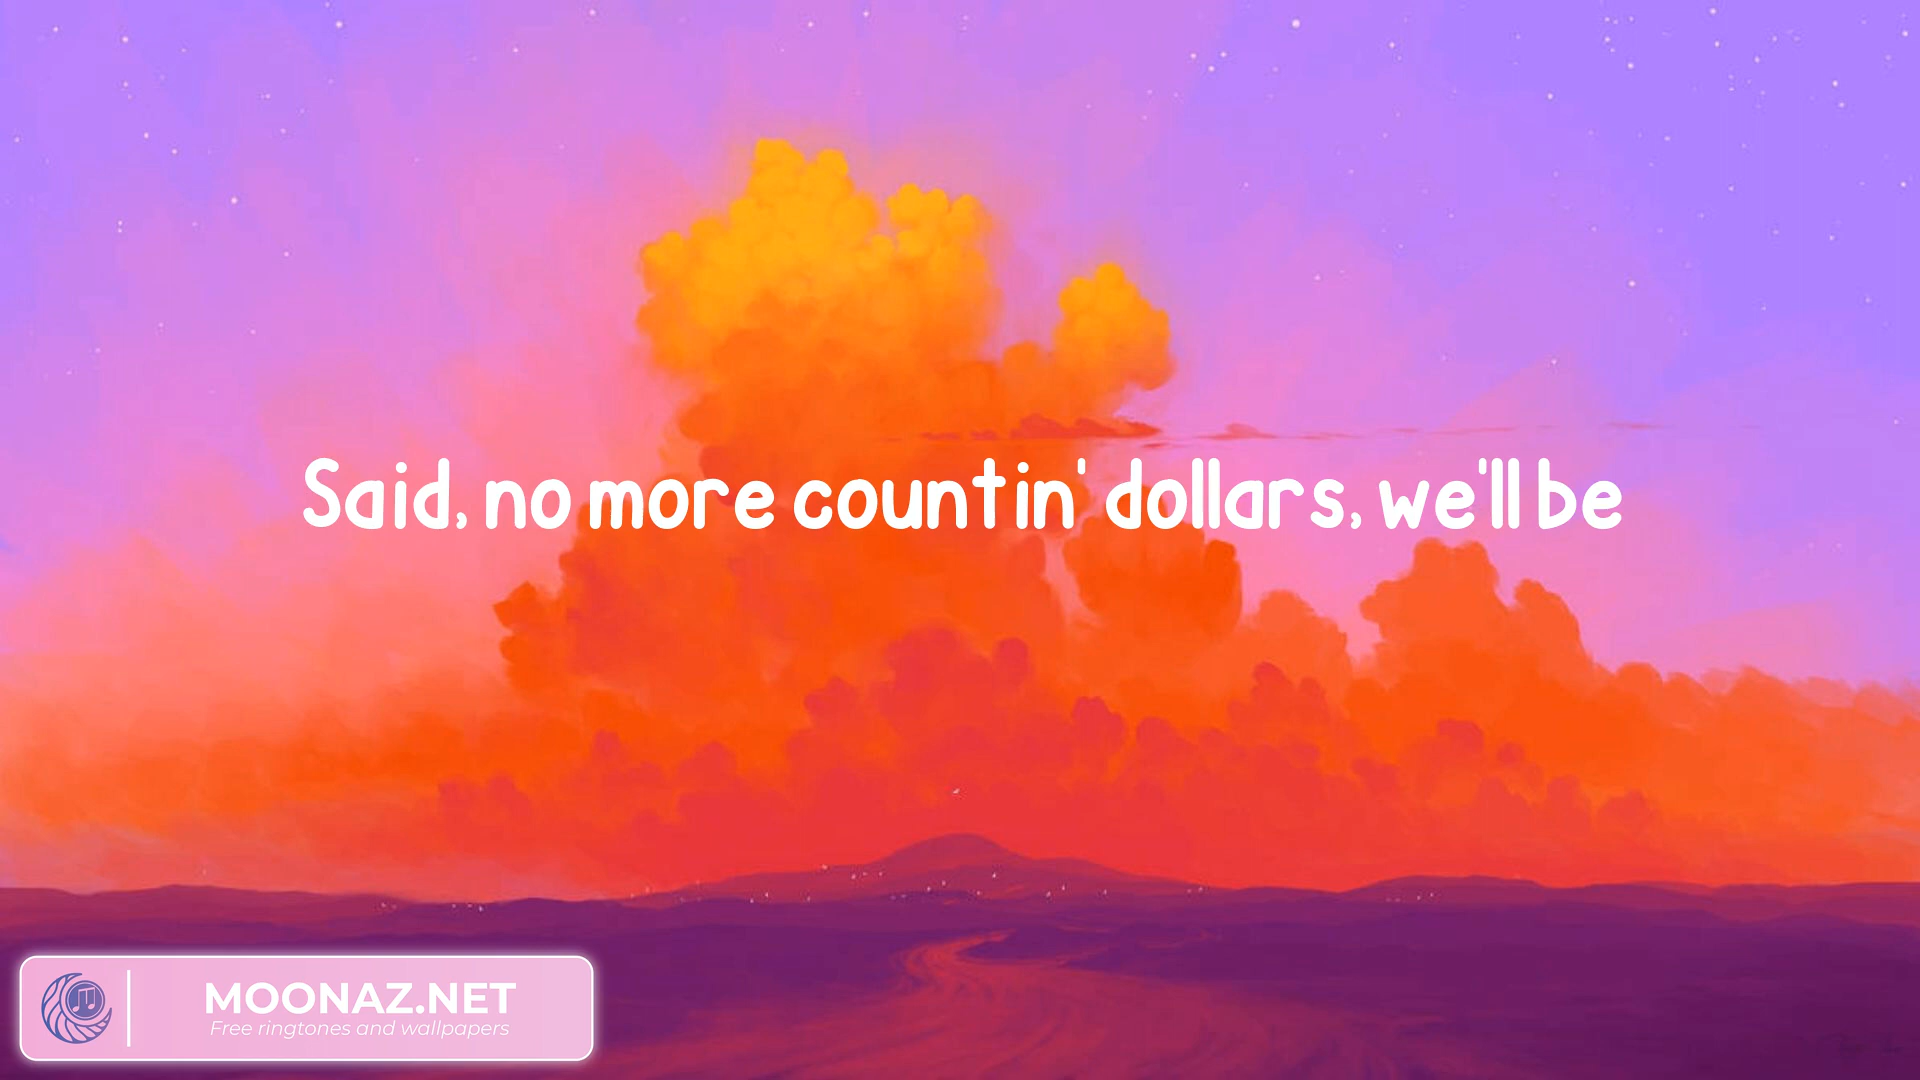 Said, no more countin' dollars, we'll be
MOONAZ.NET
Free ringtones and wallpapers